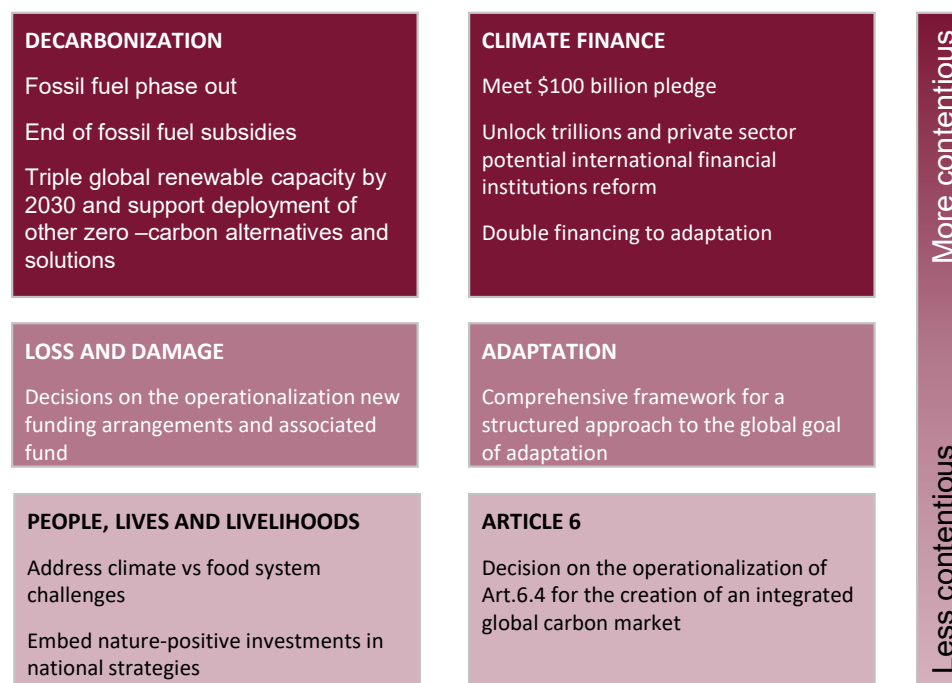 DECARBONIZATION
Fossil fuel phase out
End of fossil fuel subsidies
Triple global renewable capacity by
2030 and support deployment of
other zero –carbon alternatives and
solutions
CLIMATE FINANCE
Meet $100 billion pledge
Unlock trillions and private sector
potential international financial
institutions reform
Double financing to adaptation
LOSS AND DAMAGE
Decisions on the operationalization new
funding arrangements and associated
fund
ADAPTATION
Comprehensive framework for a
structured approach to the global goal
of adaptation
PEOPLE, LIVES AND LIVELIHOODS
Address climate vs food system
challenges
Embed nature-positive investments in
national strategies
ARTICLE 6
Decision on the operationalization of
Art.6.4 for the creation of an integrated
global carbon market
More contentious
Less contentious